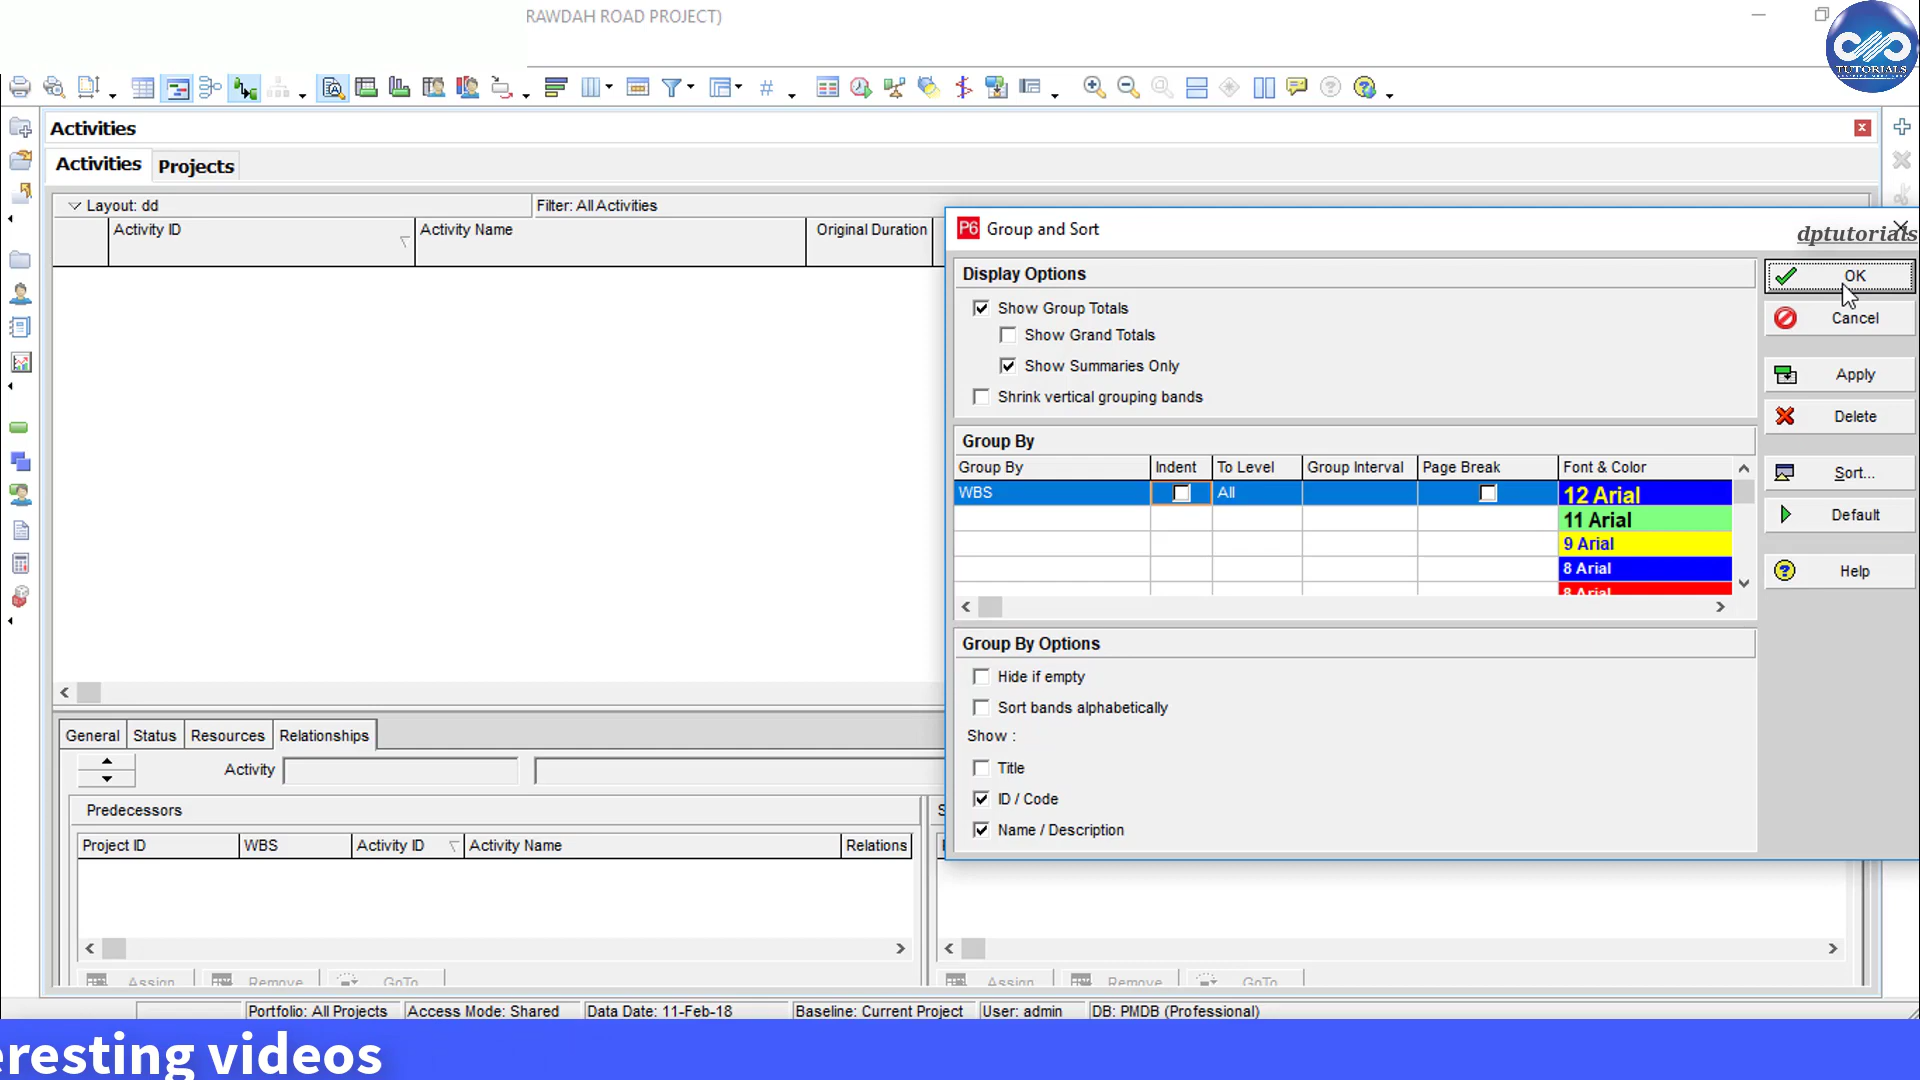 RAWDAH ROAD PROJECT)
TUTORIALS
Activities
Activities Projects
Layout: dd Filter: All Activities
Activity ID Activity Name Original Duration
P6 Group and Sort
dptutorials
Display Options
Show Group Totals
Show Grand Totals
Show Summaries Only
Shrink vertical grouping bands
OK
Cancel
Apply
Delete
Sort...
Default
Help
Group By
Group By Indent To Level Group Interval Page Break Font & Color
WBS All 12 Arial
11 Arial
9 Arial
8 Arial
8 Arial
Group By Options
Hide if empty
Sort bands alphabetically
Show :
Title
ID / Code
Name / Description
General Status Resources Relationships
Activity
Predecessors S
Project ID WBS Activity ID Activity Name Relations
Assign Remove GoTo Assign Remove GoTo
Portfolio: All Projects Access Mode: Shared Data Date: 11-Feb-18 Baseline: Current Project User: admin DB: PMDB (Professional)
eresting videos